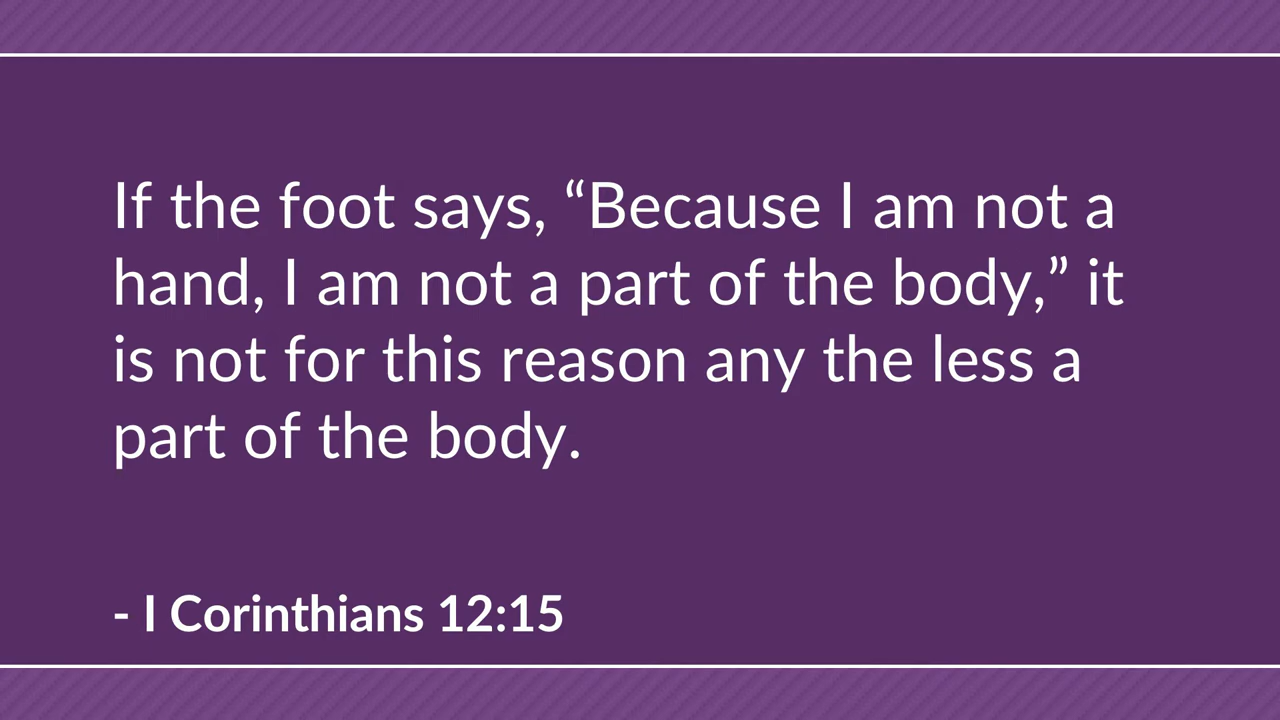 If the foot says, “Because I am not a
hand, I am not a part of the body,” it
is not for this reason any the less a
part of the body.
- I Corinthians 12:15